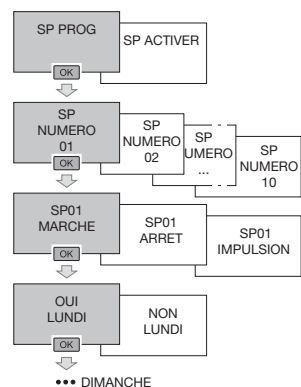 SP PROG
SP ACTIVER
OK
SP
NUMERO
01
SP
NUMERO
02
SP
UMERO
...
SP
NUMERO
10
OK
SP01
MARCHE
SP01
ARRET
SP01
IMPULSION
OK
OUI
LUNDI
NON
LUNDI
OK
••• DIMANCHE